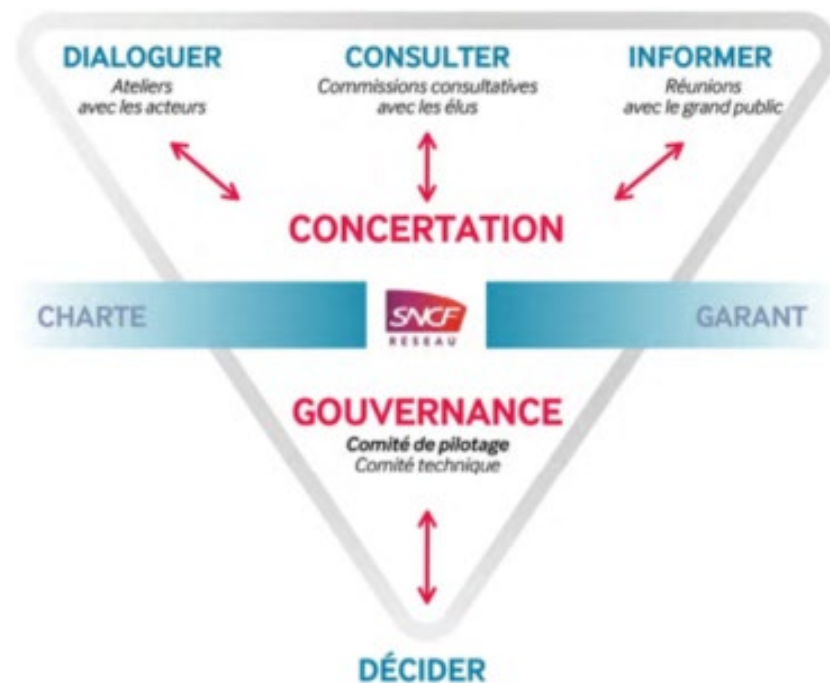 DIALOGUER
Ateliers
avec les acteurs
CONSULTER
Commissions consultatives
avec les élus
INFORMER
Réunions
avec le grand public
CONCERTATION
CHARTE
SNCF
RESEAU
GARANT
GOUVERNANCE
Comité de pilotage
Comité technique
DÉCIDER